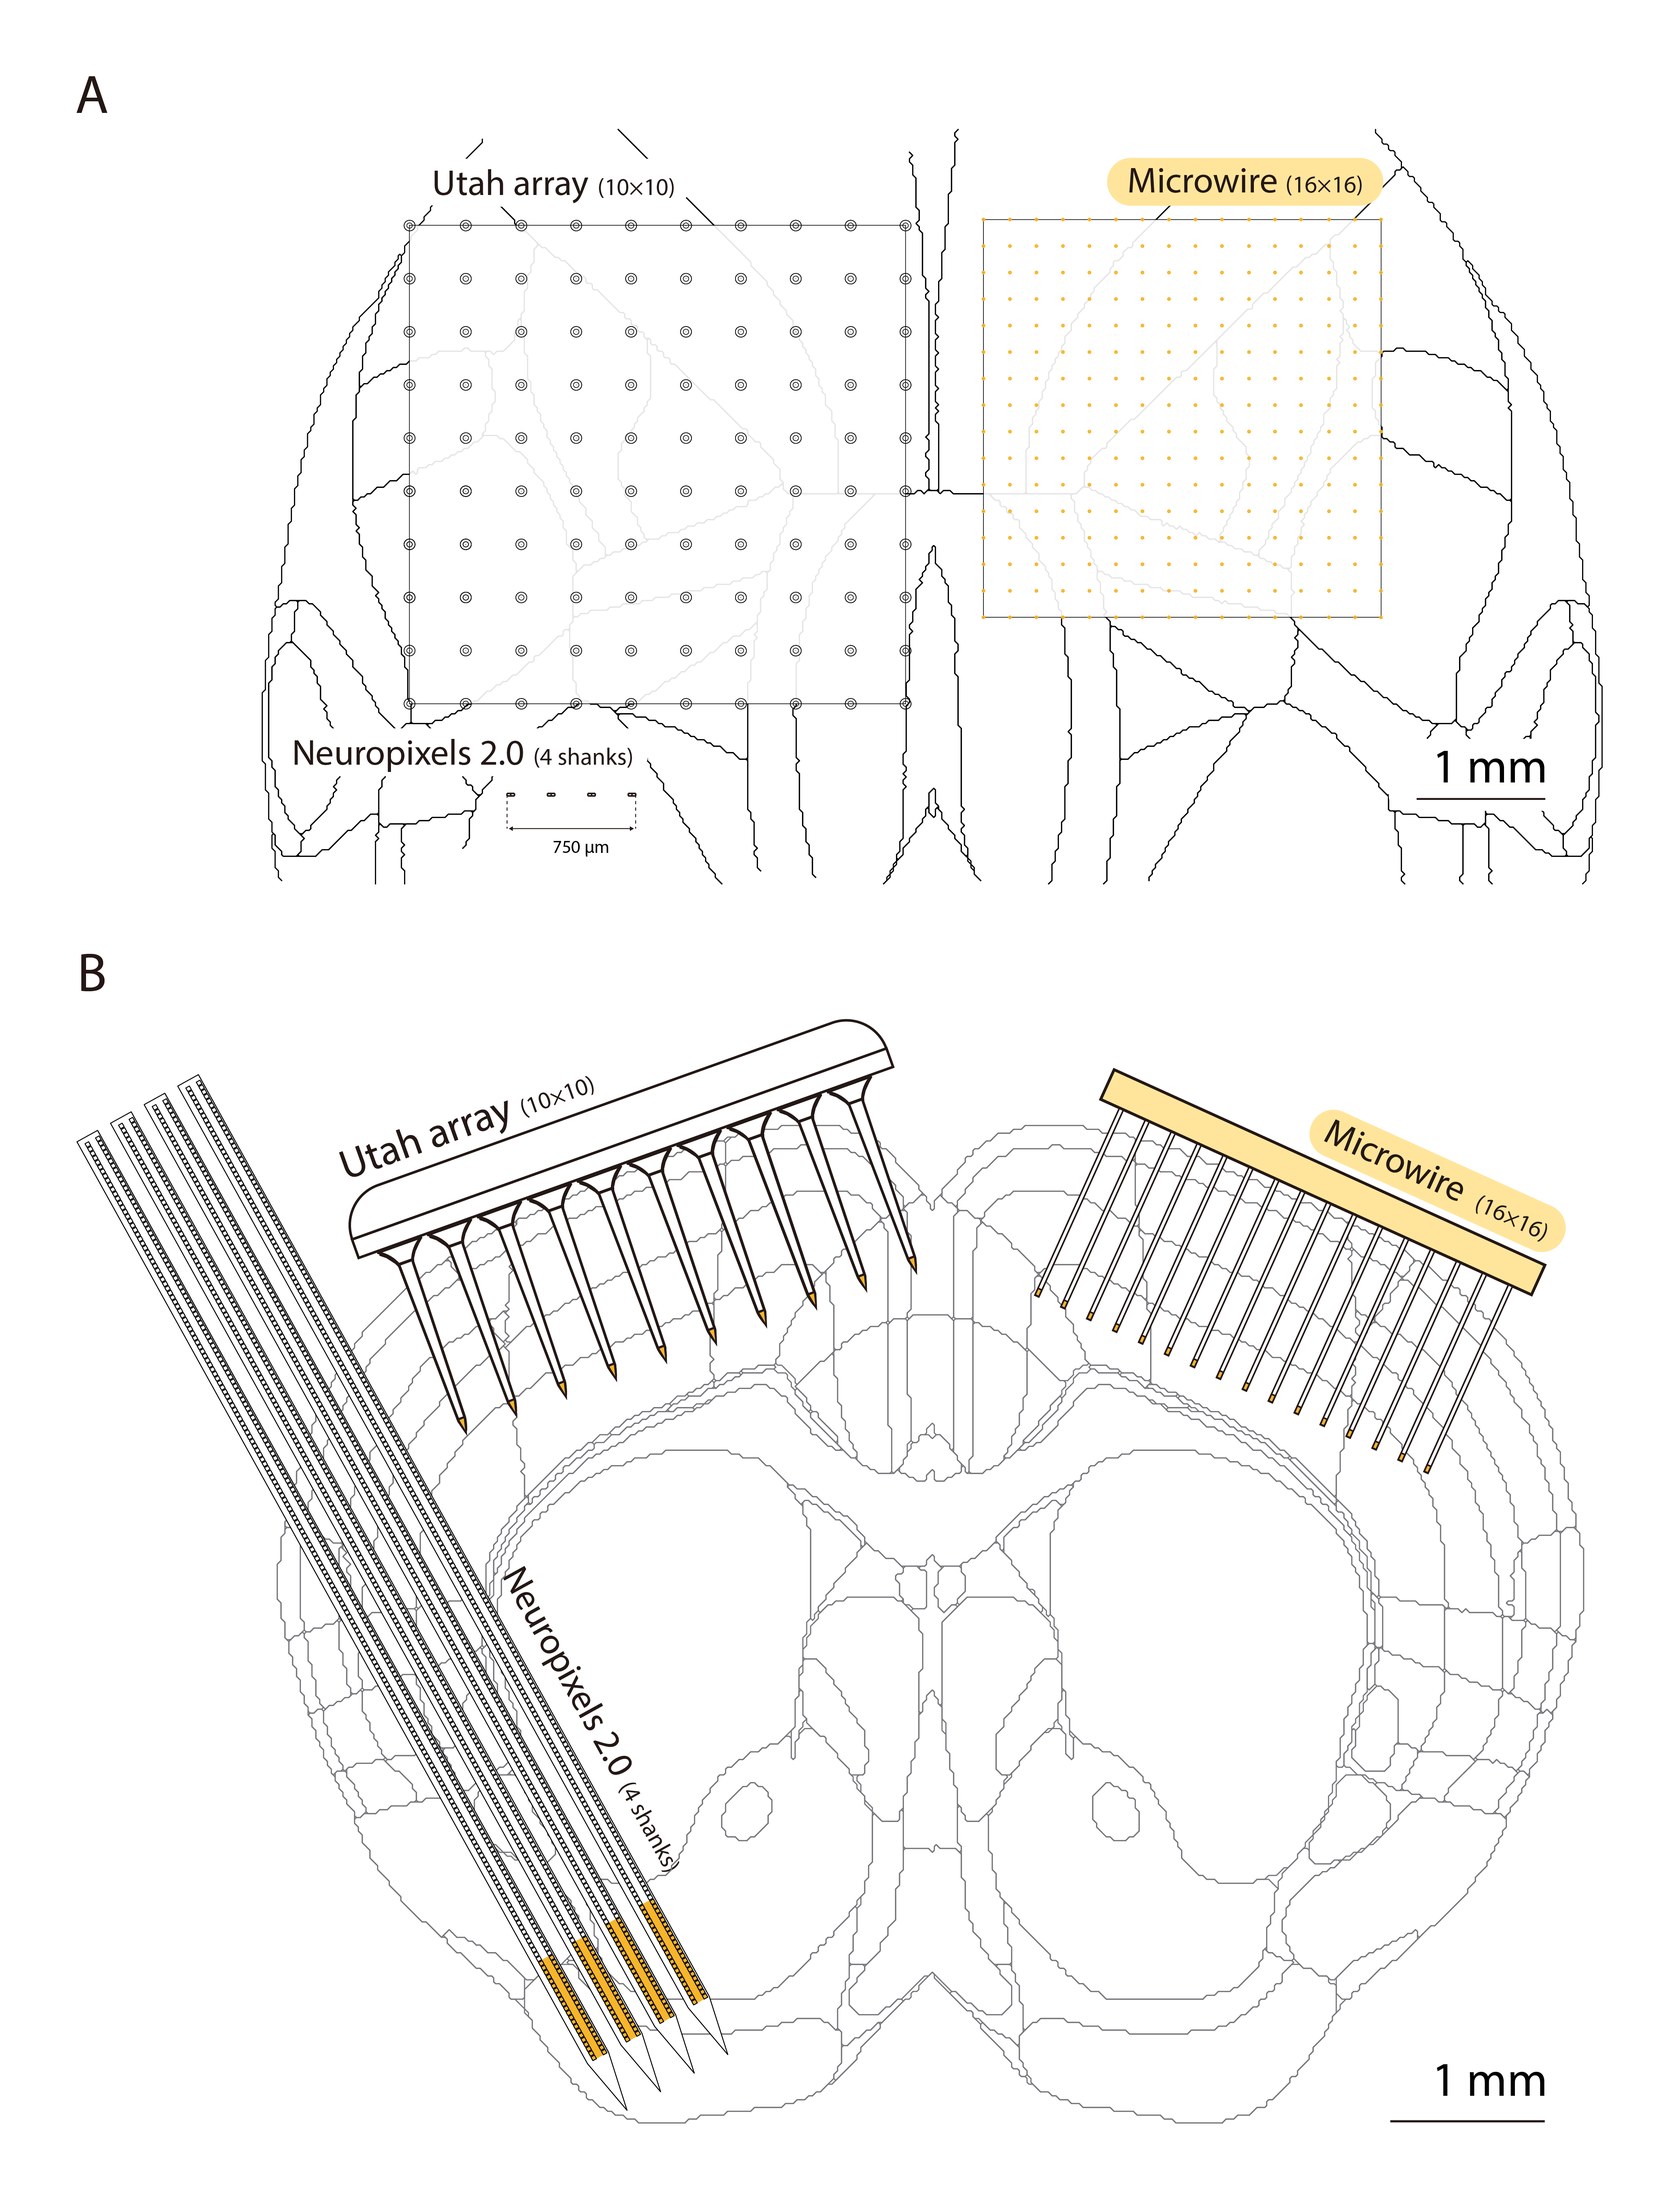 A
Utah array (10×10)
Microwire (16×16)
Neuropixels 2.0 (4 shanks)
750 μm
1 mm
B
Utah array (10×10)
Microwire (16×16)
Neuropixels 2.0 (4 shanks)
1 mm